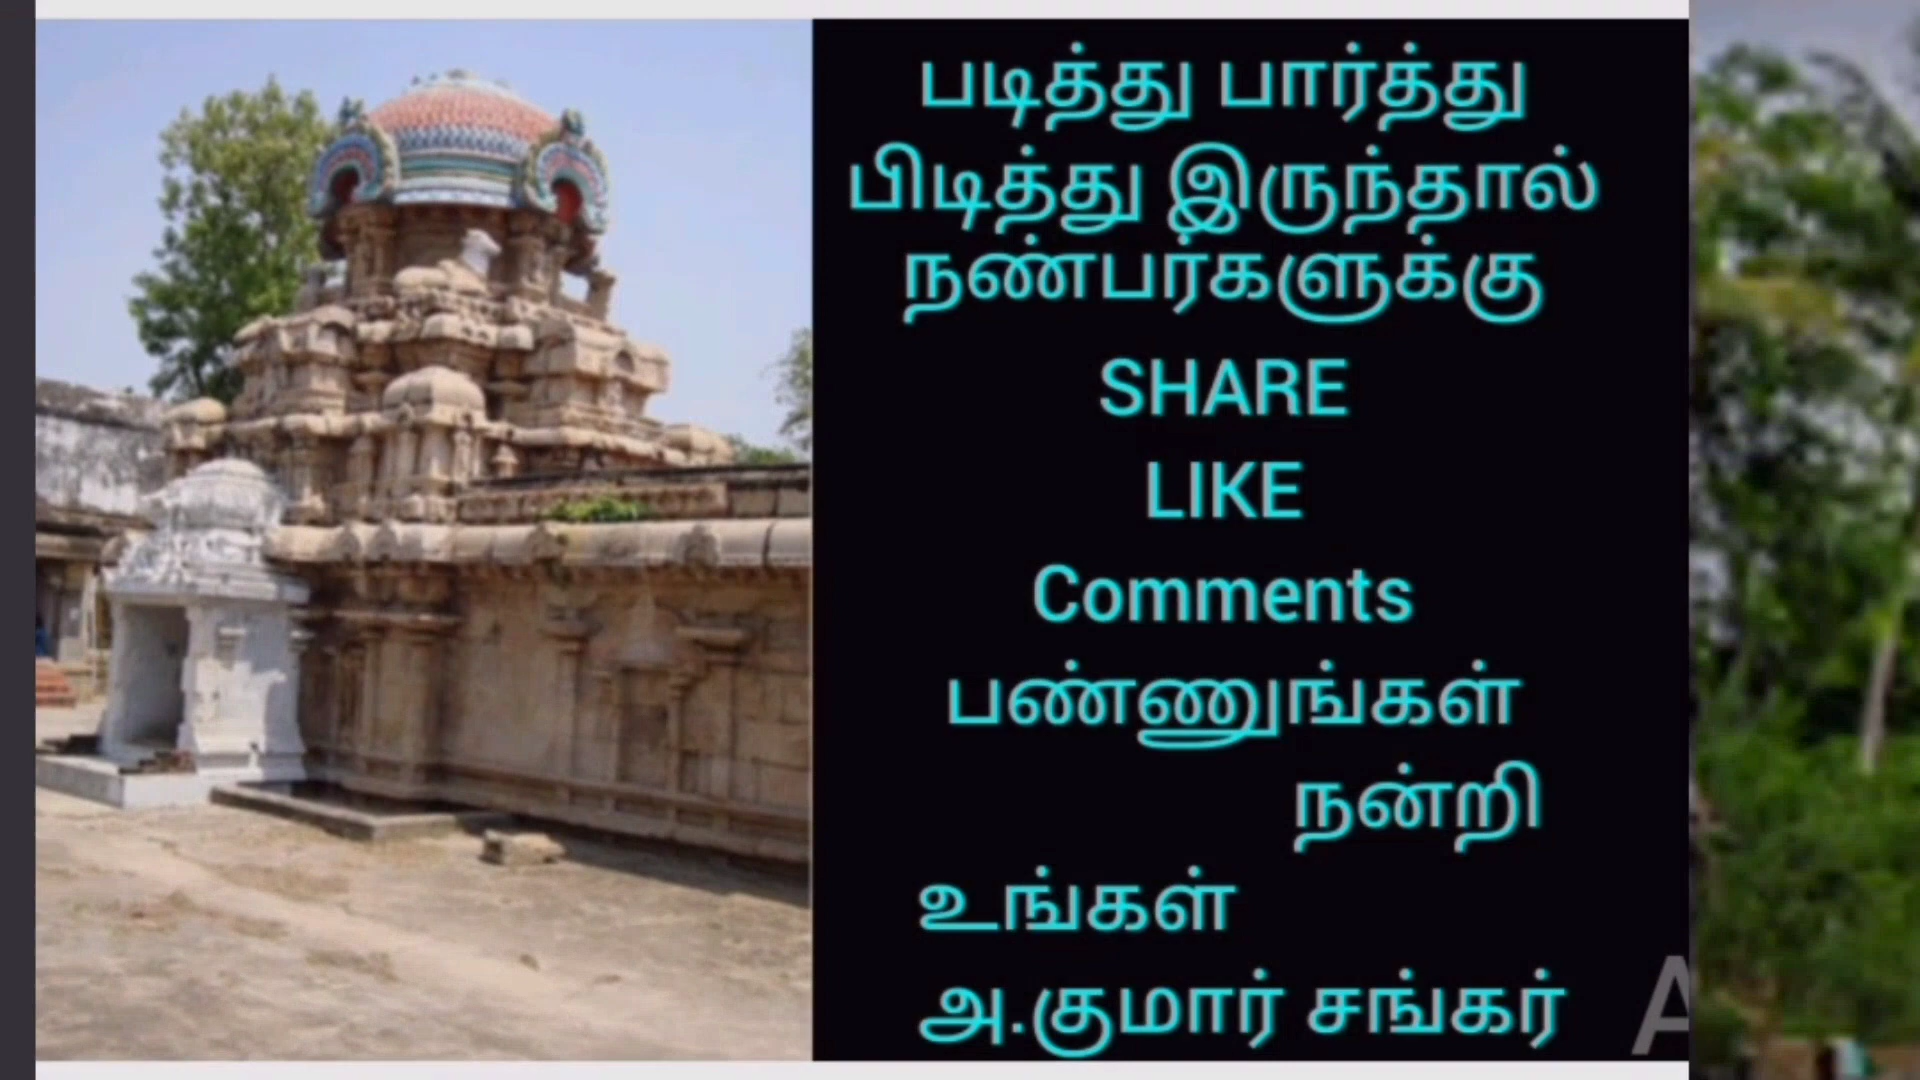 படித்து பார்த்து
பிடித்து இருந்தால்
நண்பர்களுக்கு
SHARE
LIKE
Comments
பண்ணுங்கள்
நன்றி
உங்கள்
அ.குமார் சங்கர்